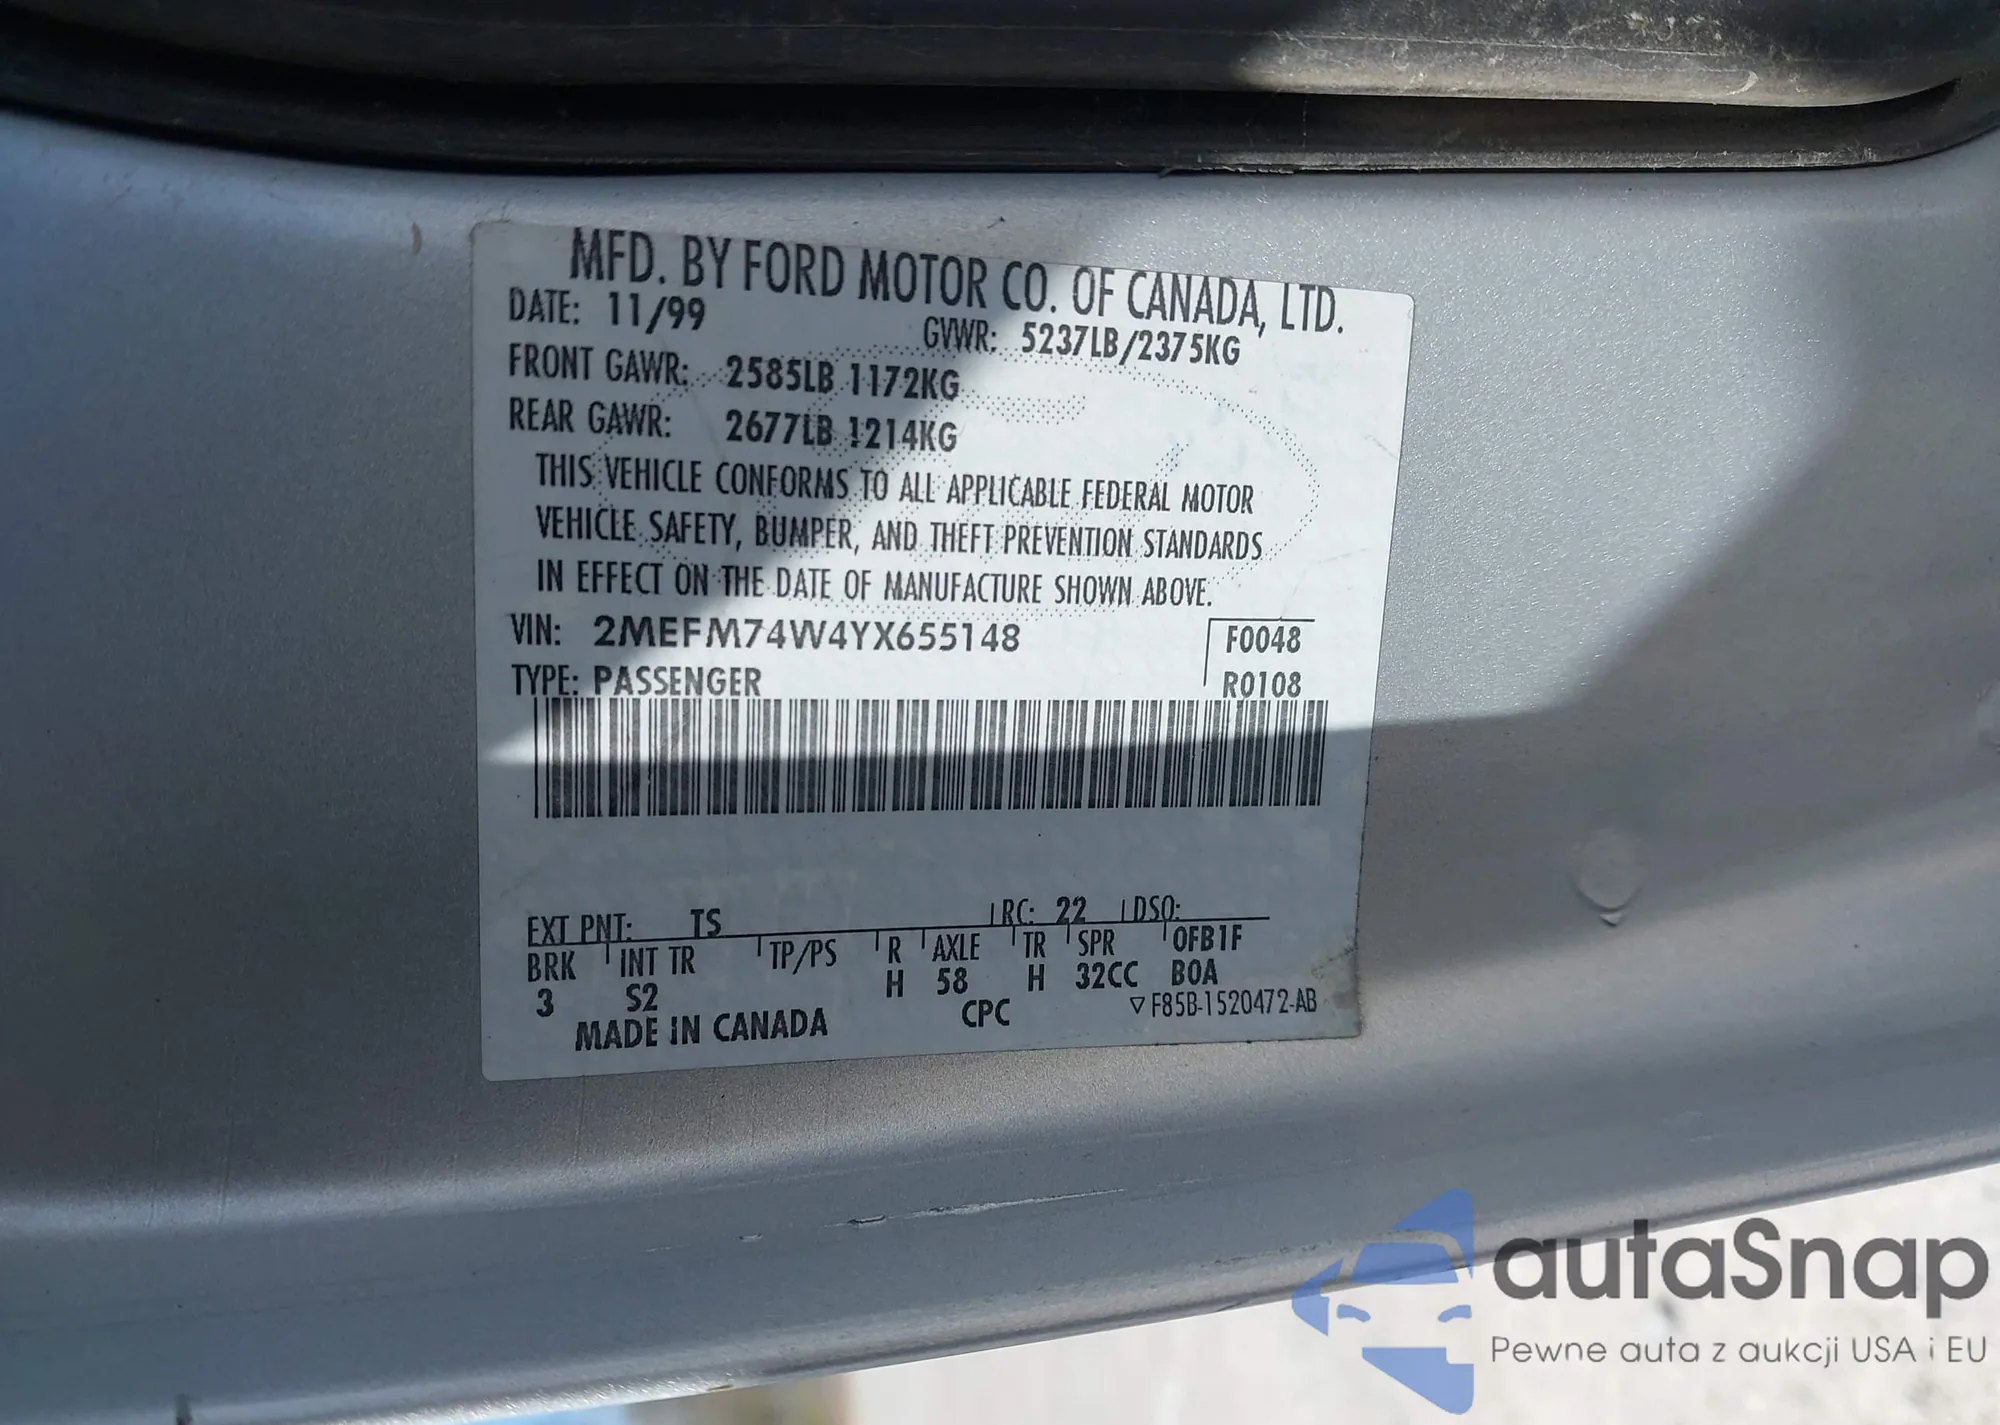 MFD. BY FORD MOTOR CO. OF CANADA, LTD.
DATE: 11/99 GVWR: 5237LB/2375KG
FRONT GAWR: 2585LB 1172KG
REAR GAWR: 2677LB 1214KG
THIS VEHICLE CONFORMS TO ALL APPLICABLE FEDERAL MOTOR
VEHICLE SAFETY, BUMPER, AND THEFT PREVENTION STANDARDS
IN EFFECT ON THE DATE OF MANUFACTURE SHOWN ABOVE.
VIN: 2MEFM74W4YX655148 F0048
TYPE: PASSENGER R0108
EXT PNT: TS RC: 22 DSO:
BRK INT TR TP/PS R AXLE TR SPR OFB1F
3 S2 H 58 H 32CC BOA
MADE IN CANADA CPC ▽ F85B-1520472-AB
autaSnap
Pewne auta z aukcji USA i EU